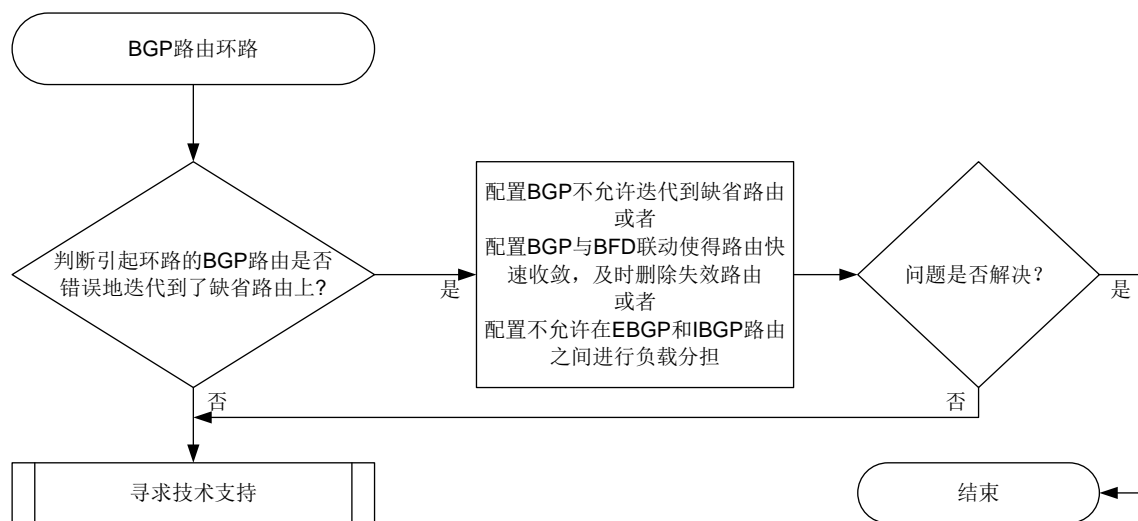 BGP路由环路
判断引起环路的BGP路由是否
错误地迭代到了缺省路由上?
是
配置BGP不允许迭代到缺省路由
或者
配置BGP与BFD联动使得路由快
速收敛，及时删除失效路由
或者
配置不允许在EBGP和IBGP路由
之间进行负载分担
问题是否解决？
是
否
否
寻求技术支持
结束